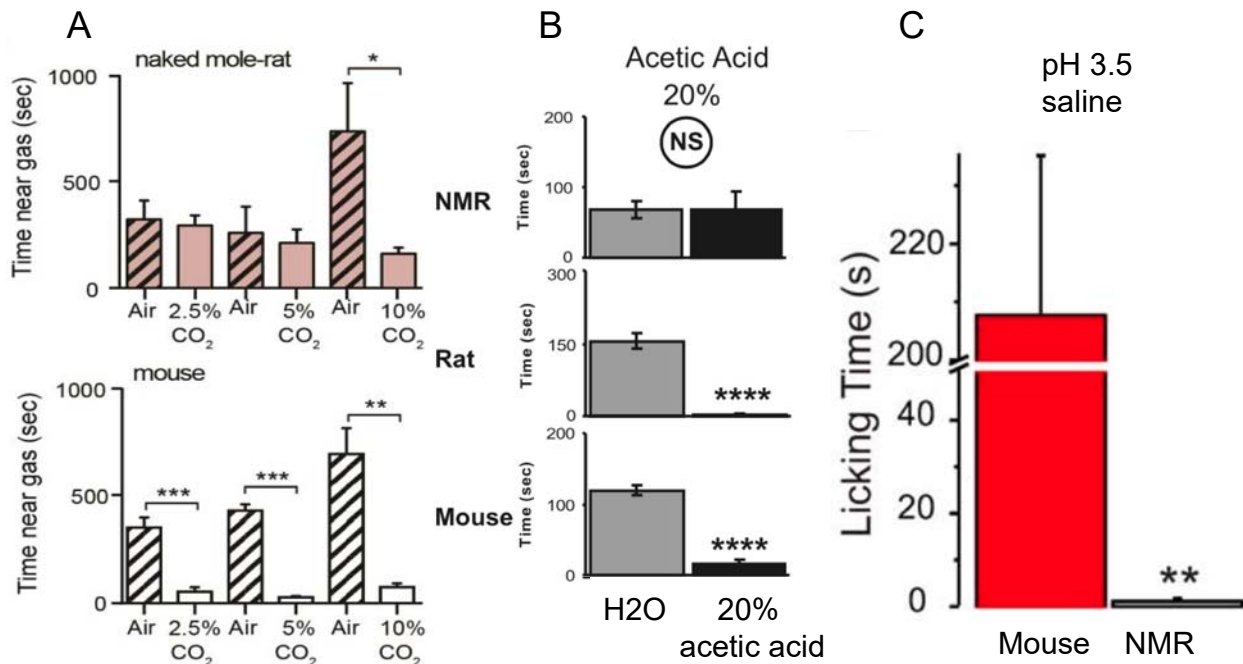 A
naked mole-rat
Time near gas (sec)
1000
500
0
*
Air 2.5% CO₂ Air 5% CO₂ Air 10% CO₂
mouse
Time near gas (sec)
1000
500
0
*** *** **
Air 2.5% CO₂ Air 5% CO₂ Air 10% CO₂
B
Acetic Acid
20%
NS
NMR
Time (sec)
200
100
0
Rat
Time (sec)
300
150
0
****
Mouse
Time (sec)
200
100
0
****
H2O 20%
acetic acid
C
pH 3.5
saline
Licking Time (s)
220
200
40
20
0
**
Mouse NMR